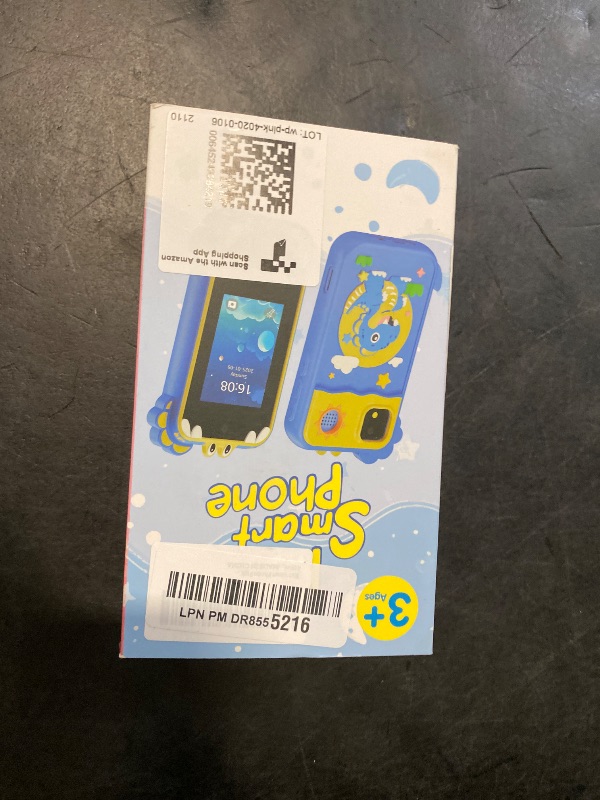 Ages
3+
Smart
Phone
16:08
Sunday
Scan with the Amazon
Shopping App
LOT: wp-pink-4020-0106
2110
LPN PM DR8555216